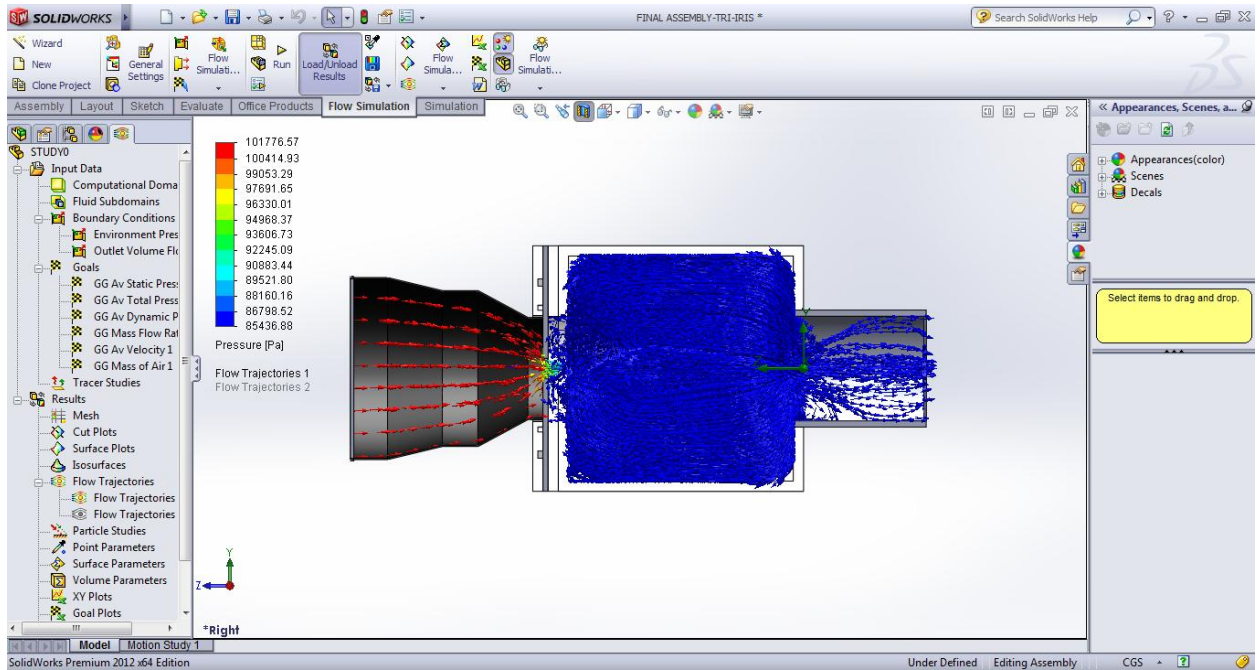 SOLIDWORKS
FINAL ASSEMBLY-TRI-IRIS *
Search SolidWorks Help
Wizard
New
Clone Project
General Settings
Flow Simulati...
Run
Load/Unload Results
Flow Simula...
Flow Simulati...
Assembly
Layout
Sketch
Evaluate
Office Products
Flow Simulation
Simulation
STUDY0
Input Data
Computational Doma
Fluid Subdomains
Boundary Conditions
Environment Pres
Outlet Volume Flo
Goals
GG Av Static Press
GG Av Total Press
GG Av Dynamic P
GG Mass Flow Rat
GG Av Velocity 1
GG Mass of Air 1
Tracer Studies
Results
Mesh
Cut Plots
Surface Plots
Isosurfaces
Flow Trajectories
Flow Trajectories
Flow Trajectories
Particle Studies
Point Parameters
Surface Parameters
Volume Parameters
XY Plots
Goal Plots
101776.57
100414.93
99053.29
97691.65
96330.01
94968.37
93606.73
92245.09
90883.44
89521.80
88160.16
86798.52
85436.88
Pressure [Pa]
Flow Trajectories 1
Flow Trajectories 2
Y
Y
Z
*Right
Appearances, Scenes, a...
Appearances(color)
Scenes
Decals
Select items to drag and drop.
Model
Motion Study 1
SolidWorks Premium 2012 x64 Edition
Under Defined
Editing Assembly
CGS